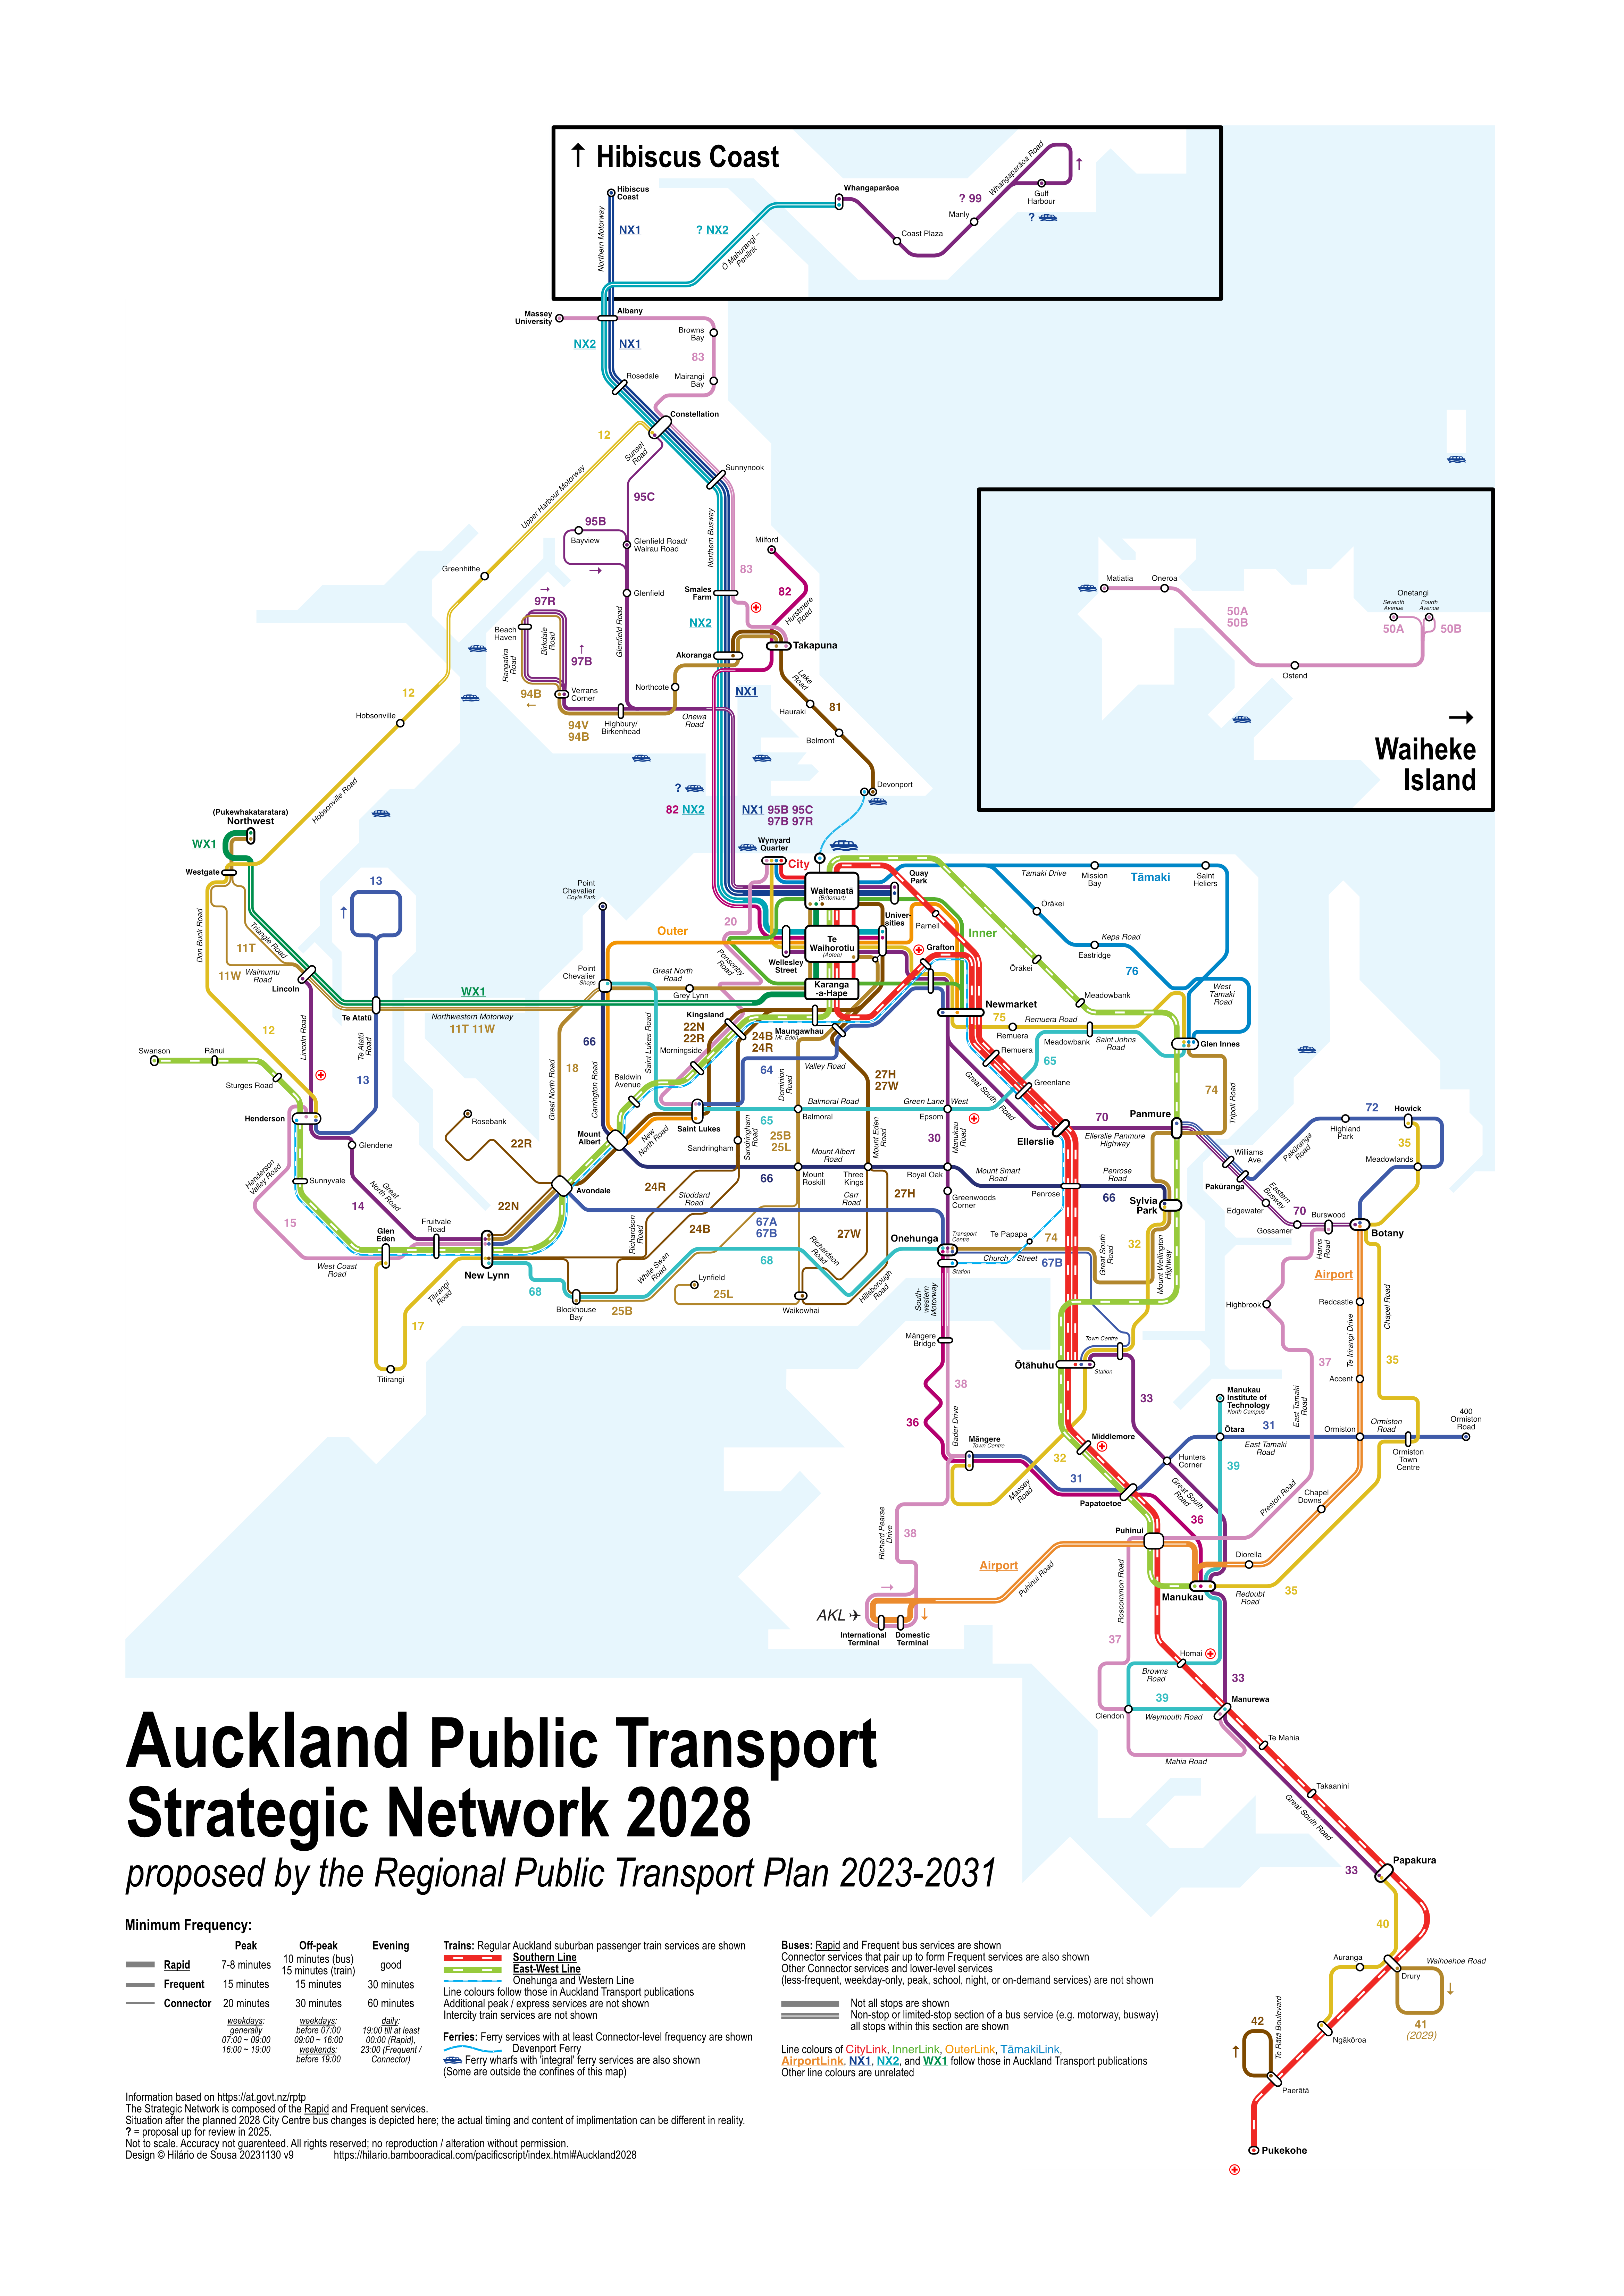 ↑ Hibiscus Coast
Hibiscus
Coast
Northern Motorway
NX1
? NX2
Ō Mahurangi –
Penlink
Whangaparāoa
Coast Plaza
Manly
? 99
Whangaparāoa Road
Gulf
Harbour
?
↑
Massey
University
Albany
Browns
Bay
NX2
NX1
83
Rosedale
Mairangi
Bay
Constellation
12
Sunset
Road
Upper Harbour Motorway
Sunnynook
95C
95B
Bayview
→
Glenfield Road/
Wairau Road
Northern Busway
Milford
83
82
Greenhithe
Glenfield
Smales
Farm
Hurstmere
Road
→
97R
Beach
Haven
Birkdale
Road
Rangatira
Road
↑
97B
Glenfield Road
NX2
Akoranga
Takapuna
12
94B
←
Verrans
Corner
Northcote
NX1
Lake
Road
Hauraki
81
Hobsonville
94V
94B
Highbury/
Birkenhead
Onewa
Road
Belmont
Hobsonville Road
?
Devonport
82 NX2
NX1 95B 95C
97B 97R
Matiatia
Oneroa
Onetangi
Seventh
Avenue
Fourth
Avenue
50A
50B
50A
50B
Ostend
→
Waiheke
Island
(Pukewhakataratara)
Northwest
WX1
Westgate
13
↑
Don Buck Road
Triangle Road
11T
11W
Waimumu
Road
Lincoln
Te Atatū
WX1
Northwestern Motorway
11T 11W
12
Lincoln Road
Te Atatū
Road
13
Swanson
Rānui
Sturges Road
Henderson
Glendene
Henderson
Valley Road
Sunnyvale
Great
North Road
14
15
Glen
Eden
Fruitvale
Road
West Coast
Road
New Lynn
Titirangi
Road
17
Titirangi
Point
Chevalier
Coyle Park
Outer
Point
Chevalier
Shops
Great North
Road
Grey Lynn
Wynyard
Quarter
City
Waitematā
(Britomart)
Quay
Park
Univer-
sities
Parnell
20
Ponsonby
Road
Te
Waihorotiu
(Aotea)
Wellesley
Street
Karanga
-a-Hape
Grafton
Inner
Newmarket
Tāmaki Drive
Mission
Bay
Tāmaki
Saint
Heliers
Ōrākei
Kepa Road
Eastridge
Ōrākei
76
West
Tāmaki
Road
Meadowbank
75
Remuera Road
Remuera
Meadowbank
Saint Johns
Road
Glen Innes
Remuera
65
Greenlane
Kingsland
22N
22R
Morningside
24B
24R
Maungawhau
Mt. Eden
Saint Lukes Road
66
18
Great North Road
Carrington Road
Baldwin
Avenue
64
Valley Road
Dominion
Road
27H
27W
Great South Road
Balmoral Road
Balmoral
Green Lane West
Epsom
65
Saint Lukes
New
North Road
Mount
Albert
Sandringham
Sandringham
Road
25B
25L
Mount Eden
Road
Mount Albert
Road
30
Manukau
Road
Ellerslie
70
Ellerslie Panmure
Highway
Panmure
74
Tripoli Road
72
Howick
Highland
Park
35
Pakūranga
Road
Meadowlands
Williams
Ave.
Pakūranga
Eastern
Busway
Edgewater
Gossamer
70
Burswood
Botany
Rosebank
22R
Avondale
22N
24R
66
Mount
Roskill
Three
Kings
Royal Oak
Mount Smart
Road
Penrose
Penrose
Road
66
Sylvia
Park
Stoddard
Road
24B
67A
67B
Carr
Road
27H
Greenwoods
Corner
27W
Richardson
Road
Richardson
Road
Onehunga
Transport
Centre
Station
Te Papapa
Church Street
74
67B
Great South
Road
32
Mount Wellington
Highway
68
White Swan
Road
68
Blockhouse
Bay
25B
Lynfield
25L
Waikowhai
Hillsborough
Road
South-
western
Motorway
Māngere
Bridge
Harris
Road
Airport
Highbrook
Redcastle
Te Irirangi Drive
Chapel Road
Town Centre
Ōtāhuhu
Station
37
35
Accent
38
36
Bader Drive
33
Manukau
Institute of
Technology
North Campus
East Tamaki
Road
31
400
Ormiston
Road
Māngere
Town Centre
Middlemore
Ōtara
East Tamaki
Road
Ormiston
Ormiston
Road
Ormiston
Town
Centre
32
31
Massey
Road
Hunters
Corner
39
Great South
Road
Papatoetoe
Preston Road
Chapel
Downs
36
38
Richard Pearse
Drive
Puhinui
Airport
Puhinui Road
Diorella
Manukau
Redoubt
Road
35
→
AKL ✈
↓
International
Terminal
Domestic
Terminal
Roscommon Road
37
Homai
Browns
Road
33
39
Manurewa
Clendon
Weymouth Road
Mahia Road
Te Mahia
Takaanini
Great South Road
33
Papakura
40
Auranga
Waihoehoe Road
Drury
↓
41
(2029)
Ngākōroa
42
↑
Te Rātā Boulevard
Paerātā
Pukekohe
Auckland Public Transport
Strategic Network 2028
proposed by the Regional Public Transport Plan 2023-2031
Minimum Frequency:
Peak Off-peak Evening
Rapid 7-8 minutes 10 minutes (bus)
15 minutes (train) good
Frequent 15 minutes 15 minutes 30 minutes
Connector 20 minutes 30 minutes 60 minutes
weekdays:
generally
07:00 ~ 09:00
16:00 ~ 19:00
weekdays:
before 07:00
09:00 ~ 16:00
weekends:
before 19:00
daily:
19:00 till at least
00:00 (Rapid),
23:00 (Frequent /
Connector)
Trains: Regular Auckland suburban passenger train services are shown
Southern Line
East-West Line
Onehunga and Western Line
Line colours follow those in Auckland Transport publications
Additional peak / express services are not shown
Intercity train services are not shown
Ferries: Ferry services with at least Connector-level frequency are shown
Devenport Ferry
Ferry wharfs with 'integral' ferry services are also shown
(Some are outside the confines of this map)
Buses: Rapid and Frequent bus services are shown
Connector services that pair up to form Frequent services are also shown
Other Connector services and lower-level services
(less-frequent, weekday-only, peak, school, night, or on-demand services) are not shown
Not all stops are shown
Non-stop or limited-stop section of a bus service (e.g. motorway, busway)
all stops within this section are shown
Line colours of CityLink, InnerLink, OuterLink, TāmakiLink,
AirportLink, NX1, NX2, and WX1 follow those in Auckland Transport publications
Other line colours are unrelated
Information based on https://at.govt.nz/rptp
The Strategic Network is composed of the Rapid and Frequent services.
Situation after the planned 2028 City Centre bus changes is depicted here; the actual timing and content of implimentation can be different in reality.
? = proposal up for review in 2025.
Not to scale. Accuracy not guarenteed. All rights reserved; no reproduction / alteration without permission.
Design © Hilário de Sousa 20231130 v9 https://hilario.bambooradical.com/pacificscript/index.html#Auckland2028